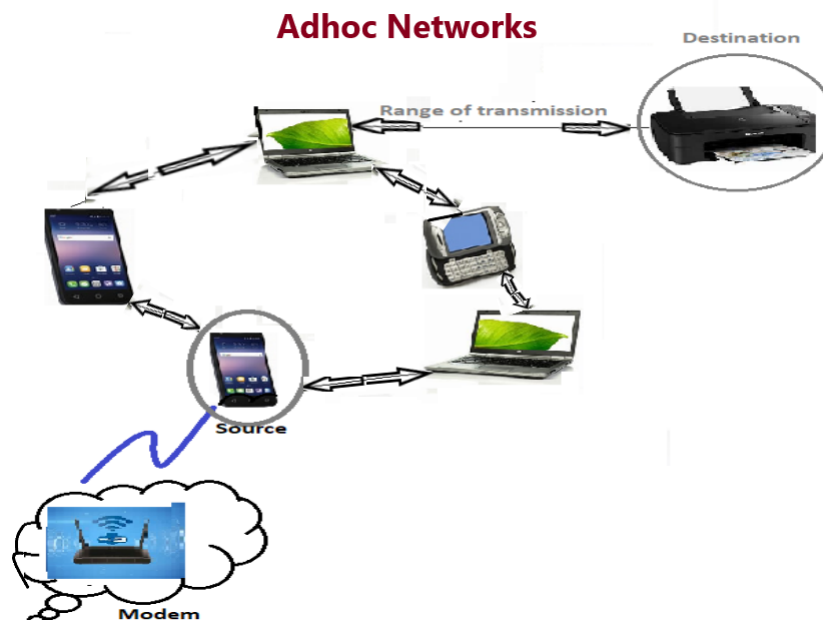 Adhoc Networks
Destination
Range of transmission
Source
Modem